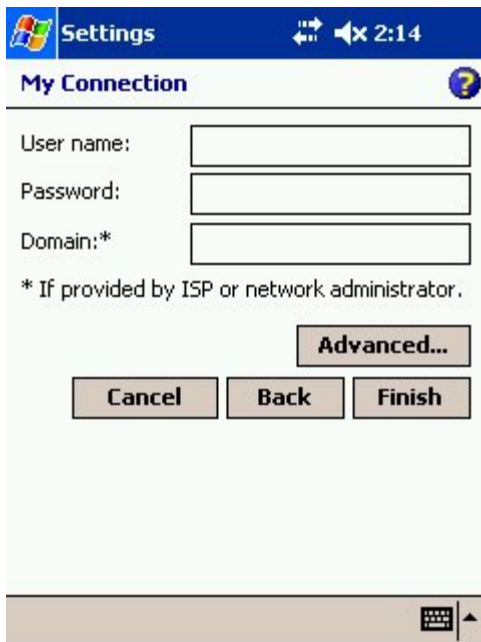 Settings 2:14
My Connection ?
User name:
Password:
Domain:*
* If provided by ISP or network administrator.
Advanced...
Cancel Back Finish